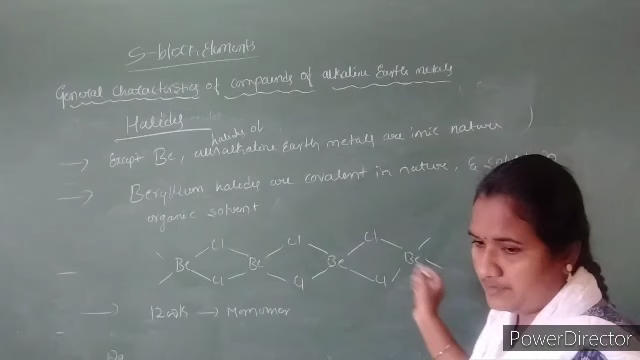 S-block Elements
General characteristics of compounds of alkaline Earth metals
Halides
halides of
→ Except Be, all alkaline Earth metals are ionic nature
→ Beryllium halides are covalent in nature, &
organic solvent
Cl Cl Cl
Be Be Be Be
Cl Cl Cl
→ 1200k → Monomer
PowerDirector